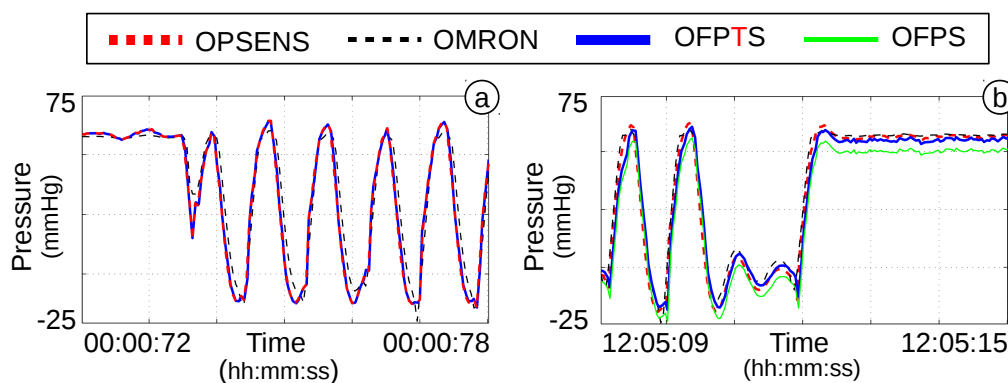 OPSENS OMRON OFPTS OFPS
75 a
Pressure
(mmHg)
-25
00:00:72 Time 00:00:78
(hh:mm:ss)
75 b
Pressure
(mmHg)
-25
12:05:09 Time 12:05:15
(hh:mm:ss)